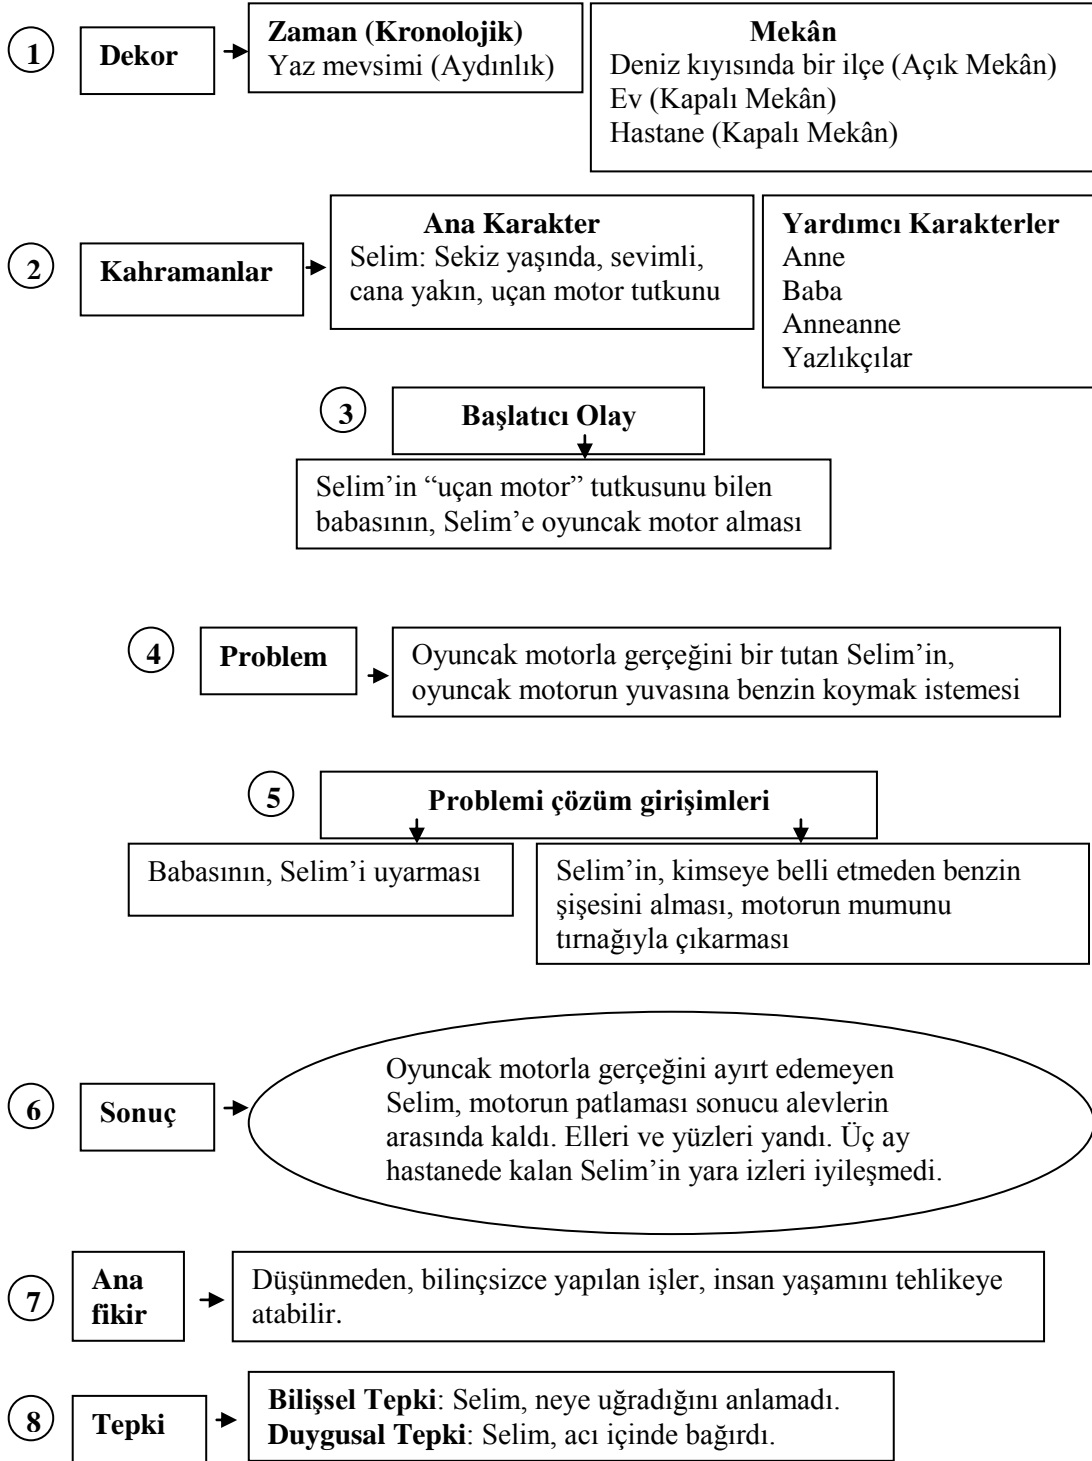 1
Dekor
Zaman (Kronolojik)
Yaz mevsimi (Aydınlık)
Mekân
Deniz kıyısında bir ilçe (Açık Mekân)
Ev (Kapalı Mekân)
Hastane (Kapalı Mekân)
2
Kahramanlar
Ana Karakter
Selim: Sekiz yaşında, sevimli,
cana yakın, uçan motor tutkunu
Yardımcı Karakterler
Anne
Baba
Anneanne
Yazlıkçılar
3
Başlatıcı Olay
Selim’in “uçan motor” tutkusunu bilen
babasının, Selim’e oyuncak motor alması
4
Problem
Oyuncak motorla gerçeğini bir tutan Selim’in,
oyuncak motorun yuvasına benzin koymak istemesi
5
Problemi çözüm girişimleri
Babasının, Selim’i uyarması
Selim’in, kimseye belli etmeden benzin
şişesini alması, motorun mumunu
tırnağıyla çıkarması
6
Sonuç
Oyuncak motorla gerçeğini ayırt edemeyen
Selim, motorun patlaması sonucu alevlerin
arasında kaldı. Elleri ve yüzleri yandı. Üç ay
hastanede kalan Selim’in yara izleri iyileşmedi.
7
Ana
fikir
Düşünmeden, bilinçsizce yapılan işler, insan yaşamını tehlikeye
atabilir.
8
Tepki
Bilişsel Tepki: Selim, neye uğradığını anlamadı.
Duygusal Tepki: Selim, acı içinde bağırdı.